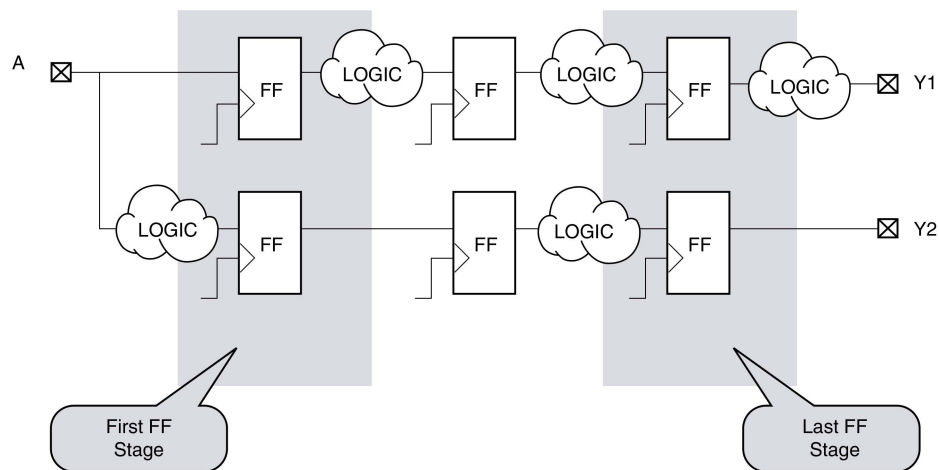 A
FF
LOGIC
FF
LOGIC
FF
LOGIC
Y1
LOGIC
FF
FF
LOGIC
FF
Y2
First FF
Stage
Last FF
Stage